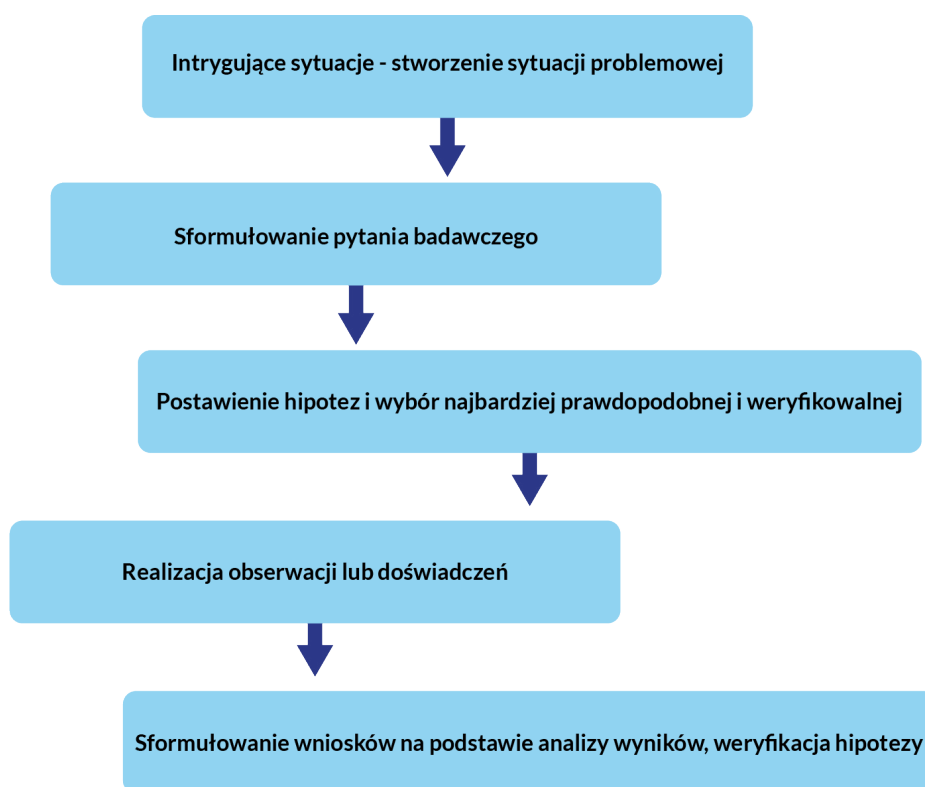 Intrygujące sytuacje - stworzenie sytuacji problemowej
Sformułowanie pytania badawczego
Postawienie hipotez i wybór najbardziej prawdopodobnej i weryfikowalnej
Realizacja obserwacji lub doświadczeń
Sformułowanie wniosków na podstawie analizy wyników, weryfikacja hipotezy